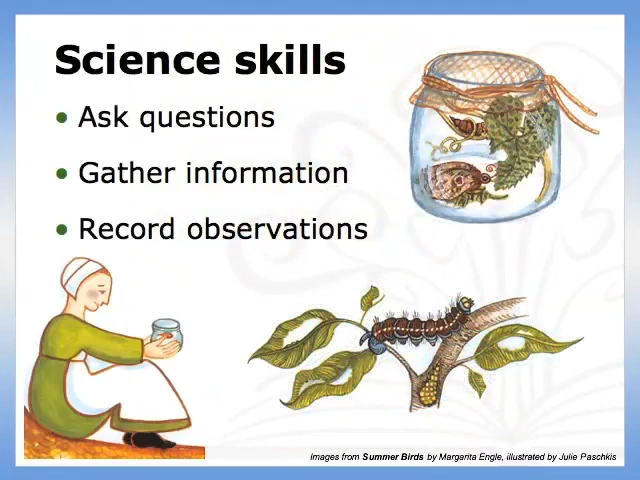 Science skills
• Ask questions
• Gather information
• Record observations
Images from Summer Birds by Margarita Engle, illustrated by Julie Paschkis